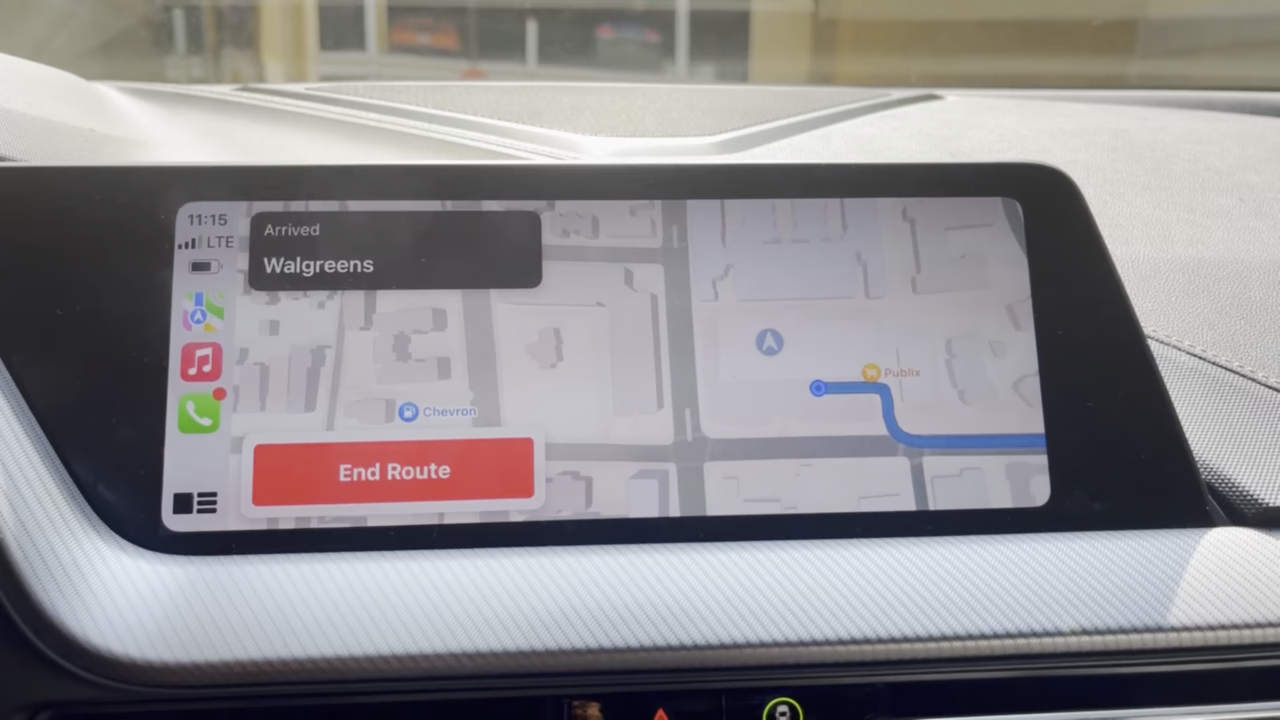 11:15
LTE
Arrived
Walgreens
Publix
Chevron
End Route